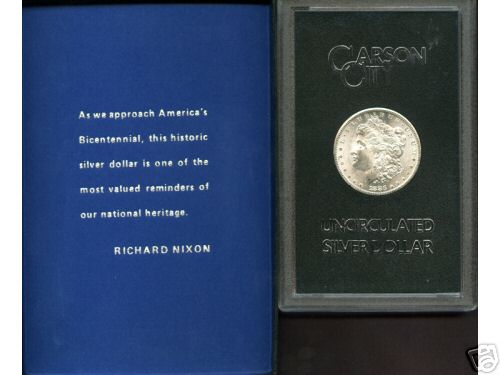 As we approach America's
Bicentennial, this historic
silver dollar is one of the
most valued reminders of
our national heritage.
RICHARD NIXON
CARSON
CITY
UNCIRCULATED
SILVER DOLLAR